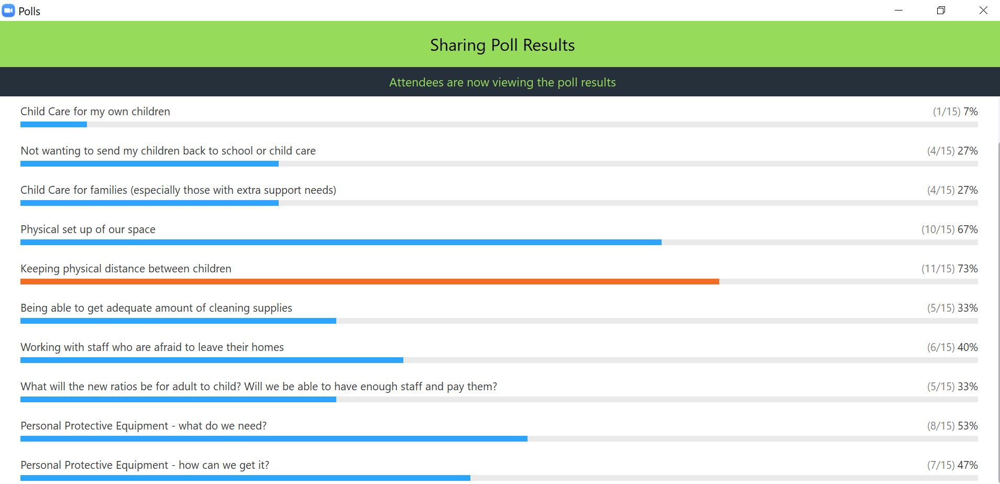 Polls
Sharing Poll Results
Attendees are now viewing the poll results
Child Care for my own children (1/15) 7%
Not wanting to send my children back to school or child care (4/15) 27%
Child Care for families (especially those with extra support needs) (4/15) 27%
Physical set up of our space (10/15) 67%
Keeping physical distance between children (11/15) 73%
Being able to get adequate amount of cleaning supplies (5/15) 33%
Working with staff who are afraid to leave their homes (6/15) 40%
What will the new ratios be for adult to child? Will we be able to have enough staff and pay them? (5/15) 33%
Personal Protective Equipment - what do we need? (8/15) 53%
Personal Protective Equipment - how can we get it? (7/15) 47%